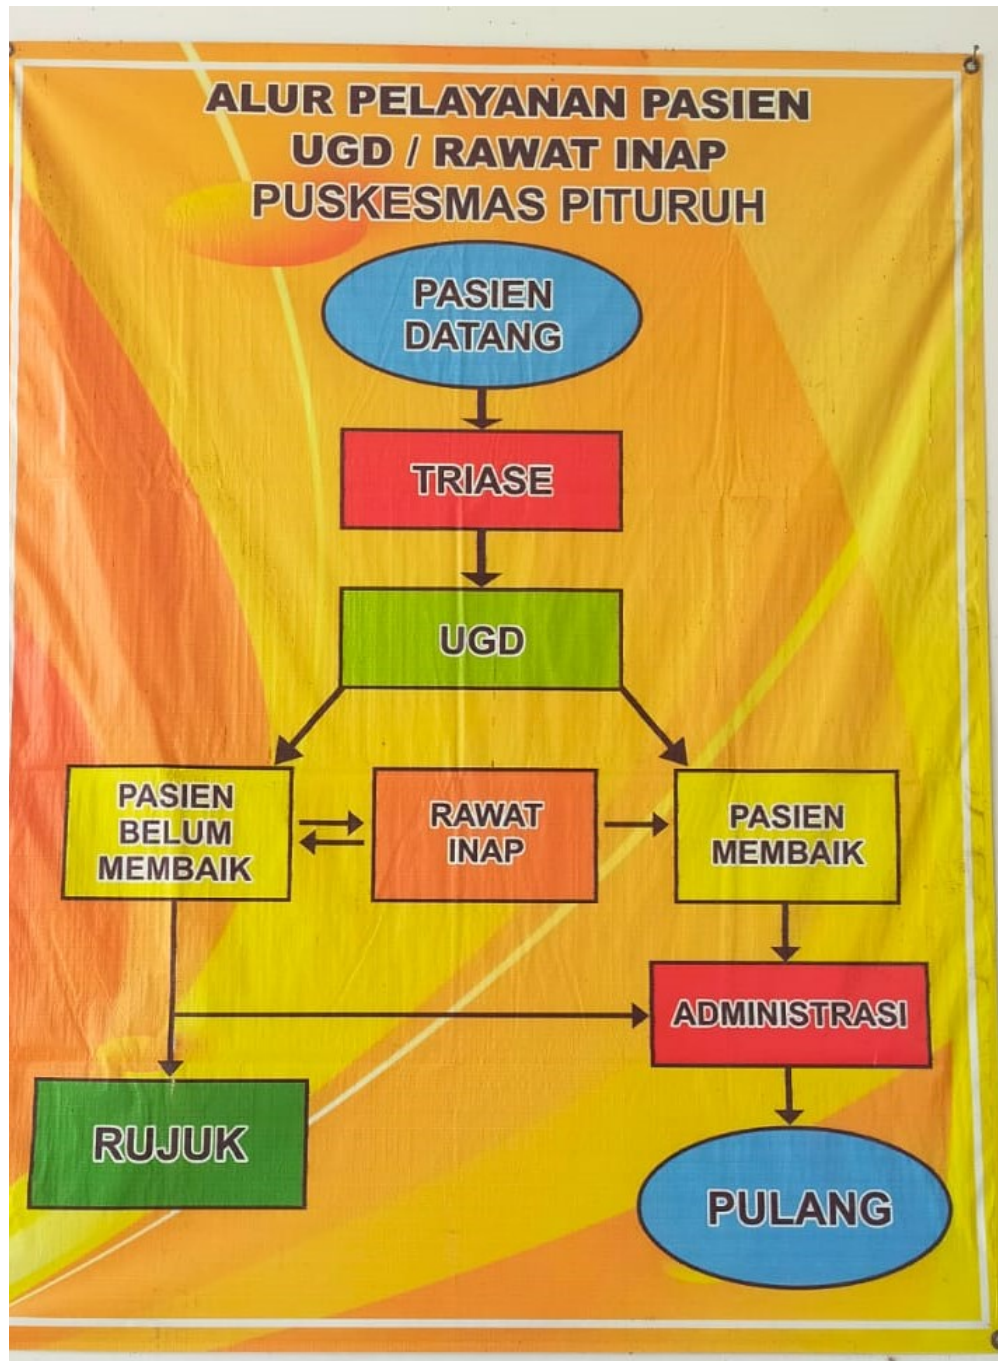 ALUR PELAYANAN PASIEN
UGD / RAWAT INAP
PUSKESMAS PITURUH
PASIEN
DATANG
TRIASE
UGD
PASIEN
BELUM
MEMBAIK
RAWAT
INAP
PASIEN
MEMBAIK
ADMINISTRASI
RUJUK
PULANG